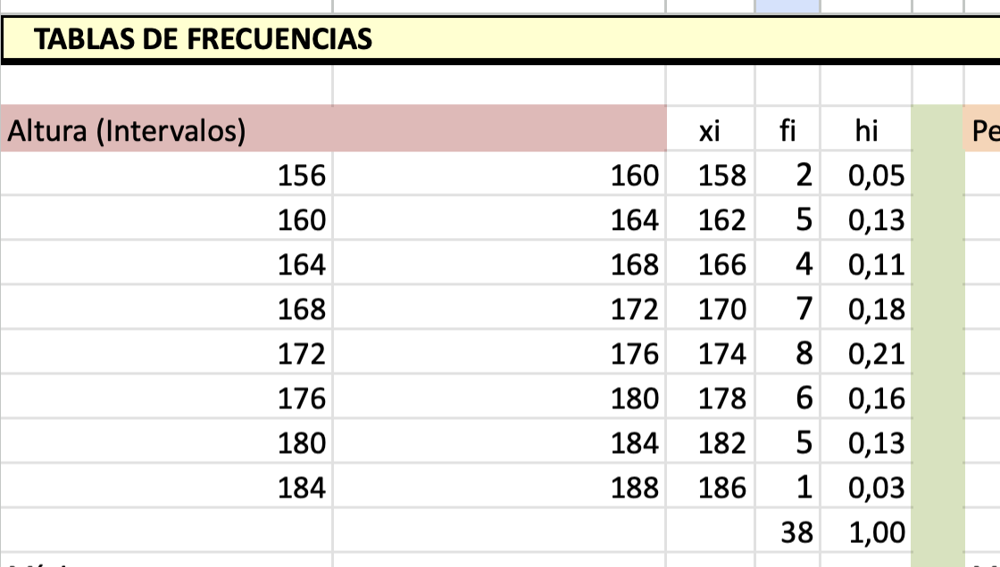 TABLAS DE FRECUENCIAS
Altura (Intervalos) xi fi hi Pe
156 160 158 2 0,05
160 164 162 5 0,13
164 168 166 4 0,11
168 172 170 7 0,18
172 176 174 8 0,21
176 180 178 6 0,16
180 184 182 5 0,13
184 188 186 1 0,03
38 1,00